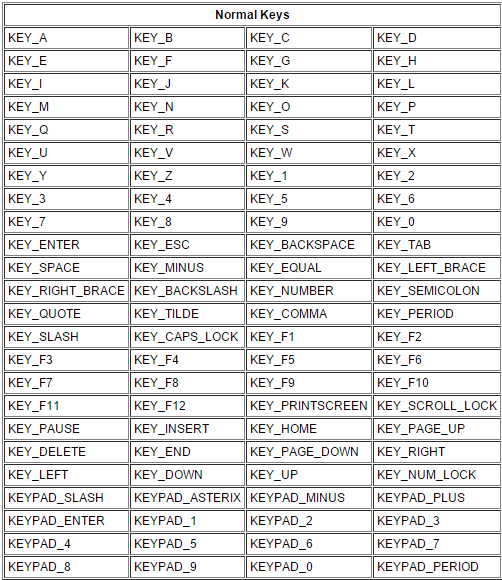 Normal Keys
KEY_A KEY_B KEY_C KEY_D
KEY_E KEY_F KEY_G KEY_H
KEY_I KEY_J KEY_K KEY_L
KEY_M KEY_N KEY_O KEY_P
KEY_Q KEY_R KEY_S KEY_T
KEY_U KEY_V KEY_W KEY_X
KEY_Y KEY_Z KEY_1 KEY_2
KEY_3 KEY_4 KEY_5 KEY_6
KEY_7 KEY_8 KEY_9 KEY_0
KEY_ENTER KEY_ESC KEY_BACKSPACE KEY_TAB
KEY_SPACE KEY_MINUS KEY_EQUAL KEY_LEFT_BRACE
KEY_RIGHT_BRACE KEY_BACKSLASH KEY_NUMBER KEY_SEMICOLON
KEY_QUOTE KEY_TILDE KEY_COMMA KEY_PERIOD
KEY_SLASH KEY_CAPS_LOCK KEY_F1 KEY_F2
KEY_F3 KEY_F4 KEY_F5 KEY_F6
KEY_F7 KEY_F8 KEY_F9 KEY_F10
KEY_F11 KEY_F12 KEY_PRINTSCREEN KEY_SCROLL_LOCK
KEY_PAUSE KEY_INSERT KEY_HOME KEY_PAGE_UP
KEY_DELETE KEY_END KEY_PAGE_DOWN KEY_RIGHT
KEY_LEFT KEY_DOWN KEY_UP KEY_NUM_LOCK
KEYPAD_SLASH KEYPAD_ASTERIX KEYPAD_MINUS KEYPAD_PLUS
KEYPAD_ENTER KEYPAD_1 KEYPAD_2 KEYPAD_3
KEYPAD_4 KEYPAD_5 KEYPAD_6 KEYPAD_7
KEYPAD_8 KEYPAD_9 KEYPAD_0 KEYPAD_PERIOD